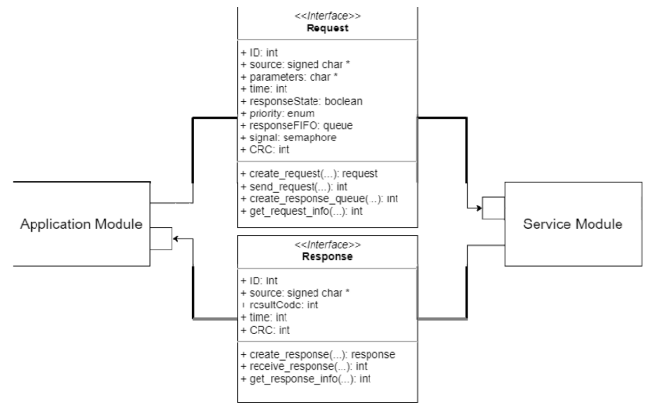 <<Interface>>
Request
+ ID: int
+ source: signed char *
+ parameters: char *
+ time: int
+ responseState: boolean
+ priority: enum
+ responseFIFO: queue
+ signal: semaphore
+ CRC: int
+ create_request(...): request
+ send_request(...): int
+ create_response_queue(...): int
+ get_request_info(...): int
Application Module
Service Module
<<Interface>>
Response
+ ID: int
+ source: signed char *
+ resultCode: int
+ time: int
+ CRC: int
+ create_response(...): response
+ receive_response(...): int
+ get_response_info(...): int